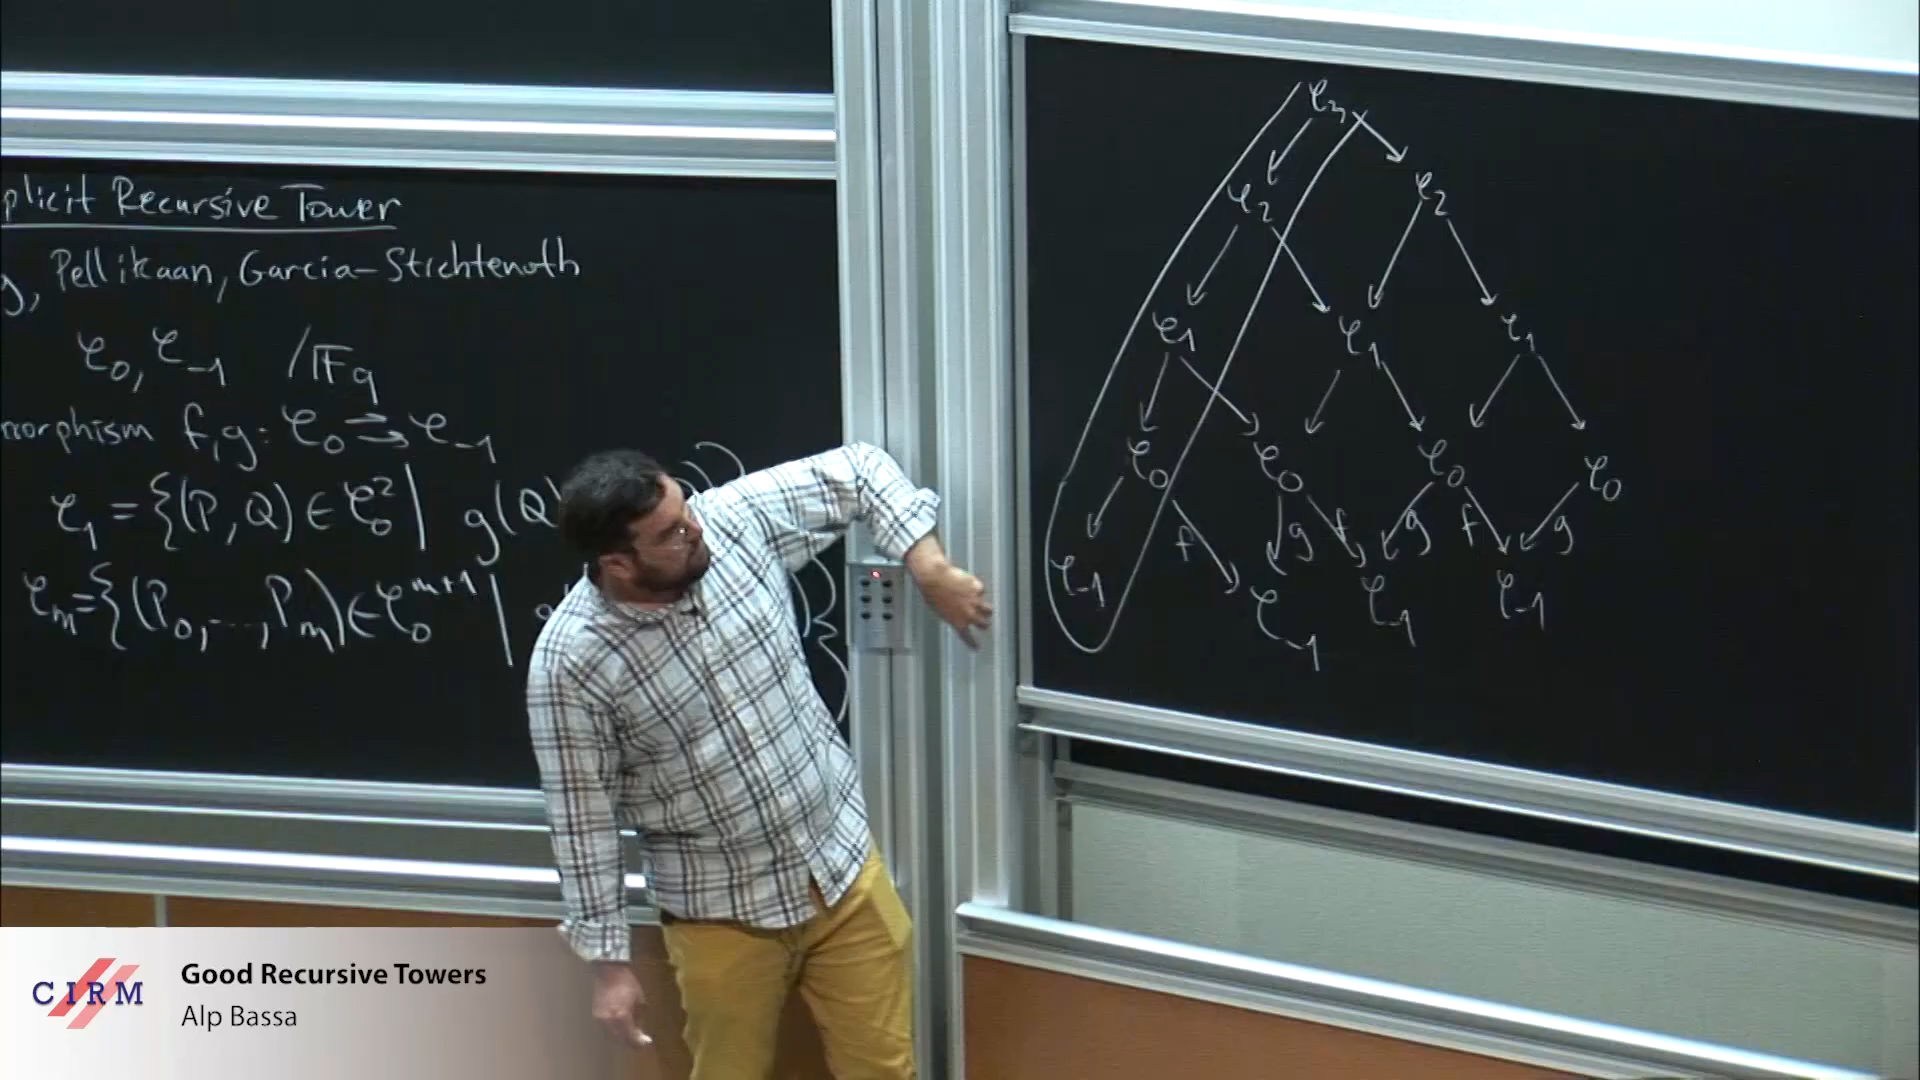 plicit Recursive Tower
g, Pellikaan, Garcia-Stichtenoth
𝒞₀, 𝒞₋₁ /𝔽q
morphism f,g: 𝒞₀ ⇉ 𝒞₋₁
𝒞₁ = {(P,Q) ∈ 𝒞₀² | g(Q)
𝒞m = {(P₀, ..., Pm) ∈ 𝒞₀^{m+1} |
𝒞₃
𝒞₂ 𝒞₂
𝒞₁ 𝒞₁ 𝒞₁
𝒞₀ 𝒞₀ 𝒞₀ 𝒞₀
f g f g f g
𝒞₋₁ 𝒞₋₁ 𝒞₋₁ 𝒞₋₁
CIRM
Good Recursive Towers
Alp Bassa